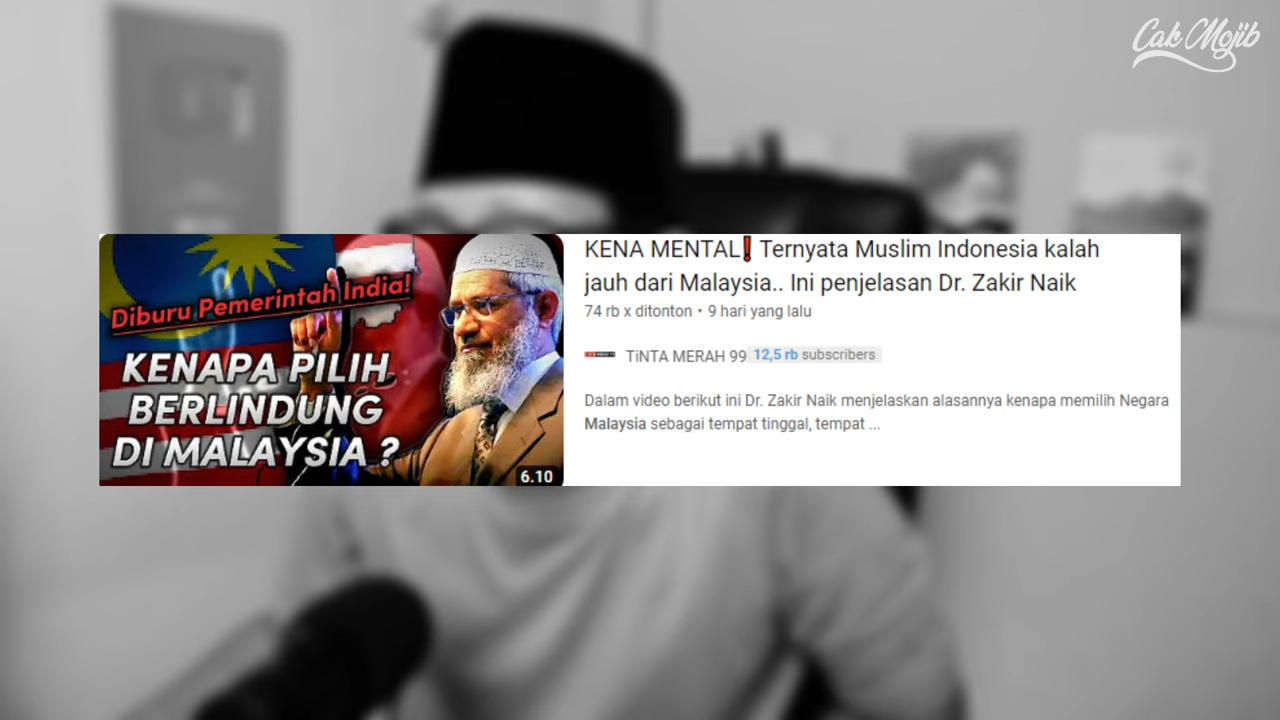 Cak Mojib
Diburu Pemerintah India!
KENAPA PILIH
BERLINDUNG
DI MALAYSIA ?
6.10
KENA MENTAL❗ Ternyata Muslim Indonesia kalah
jauh dari Malaysia.. Ini penjelasan Dr. Zakir Naik
74 rb x ditonton • 9 hari yang lalu
TiNTA MERAH 99 12,5 rb subscribers
Dalam video berikut ini Dr. Zakir Naik menjelaskan alasannya kenapa memilih Negara
Malaysia sebagai tempat tinggal, tempat ...